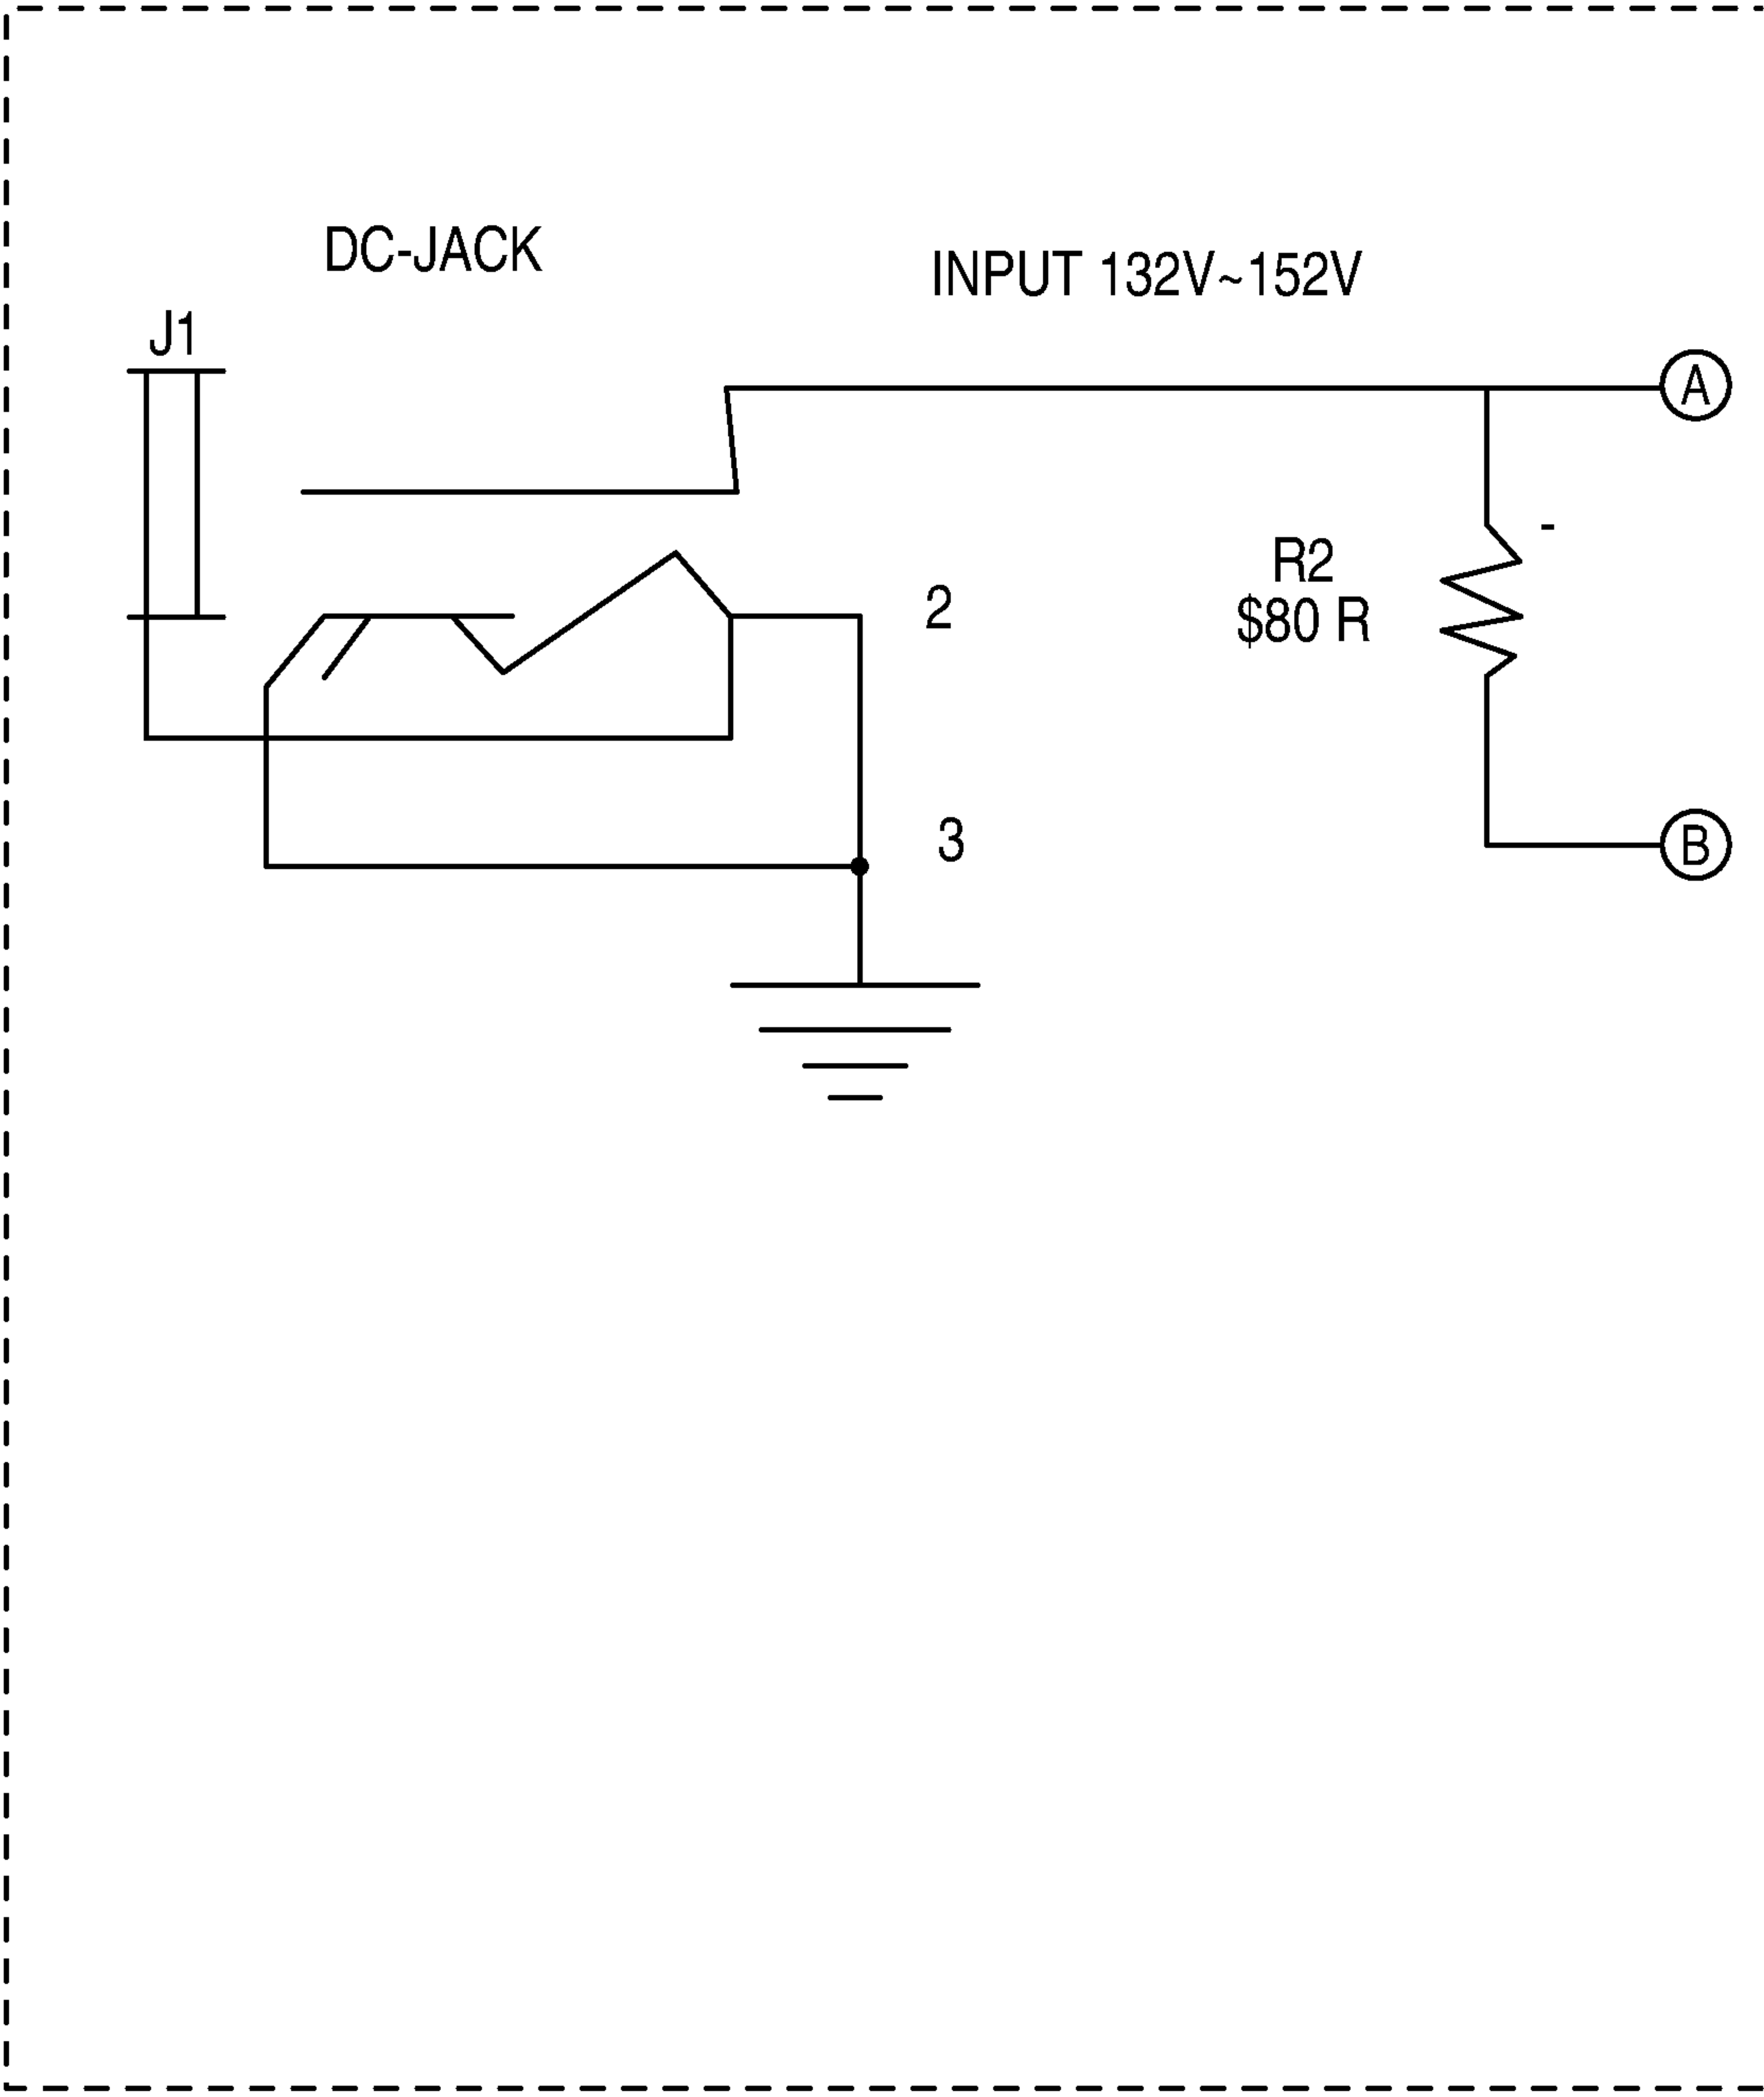 DC-JACK
INPUT 132V~152V
J1
A
-
R2
2
$80 R
3
B